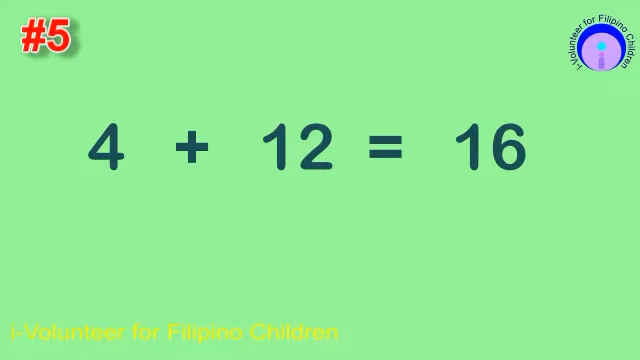 #5
i-Volunteer for Filipino Children
i
4 + 12 = 16
i-Volunteer for Filipino Children